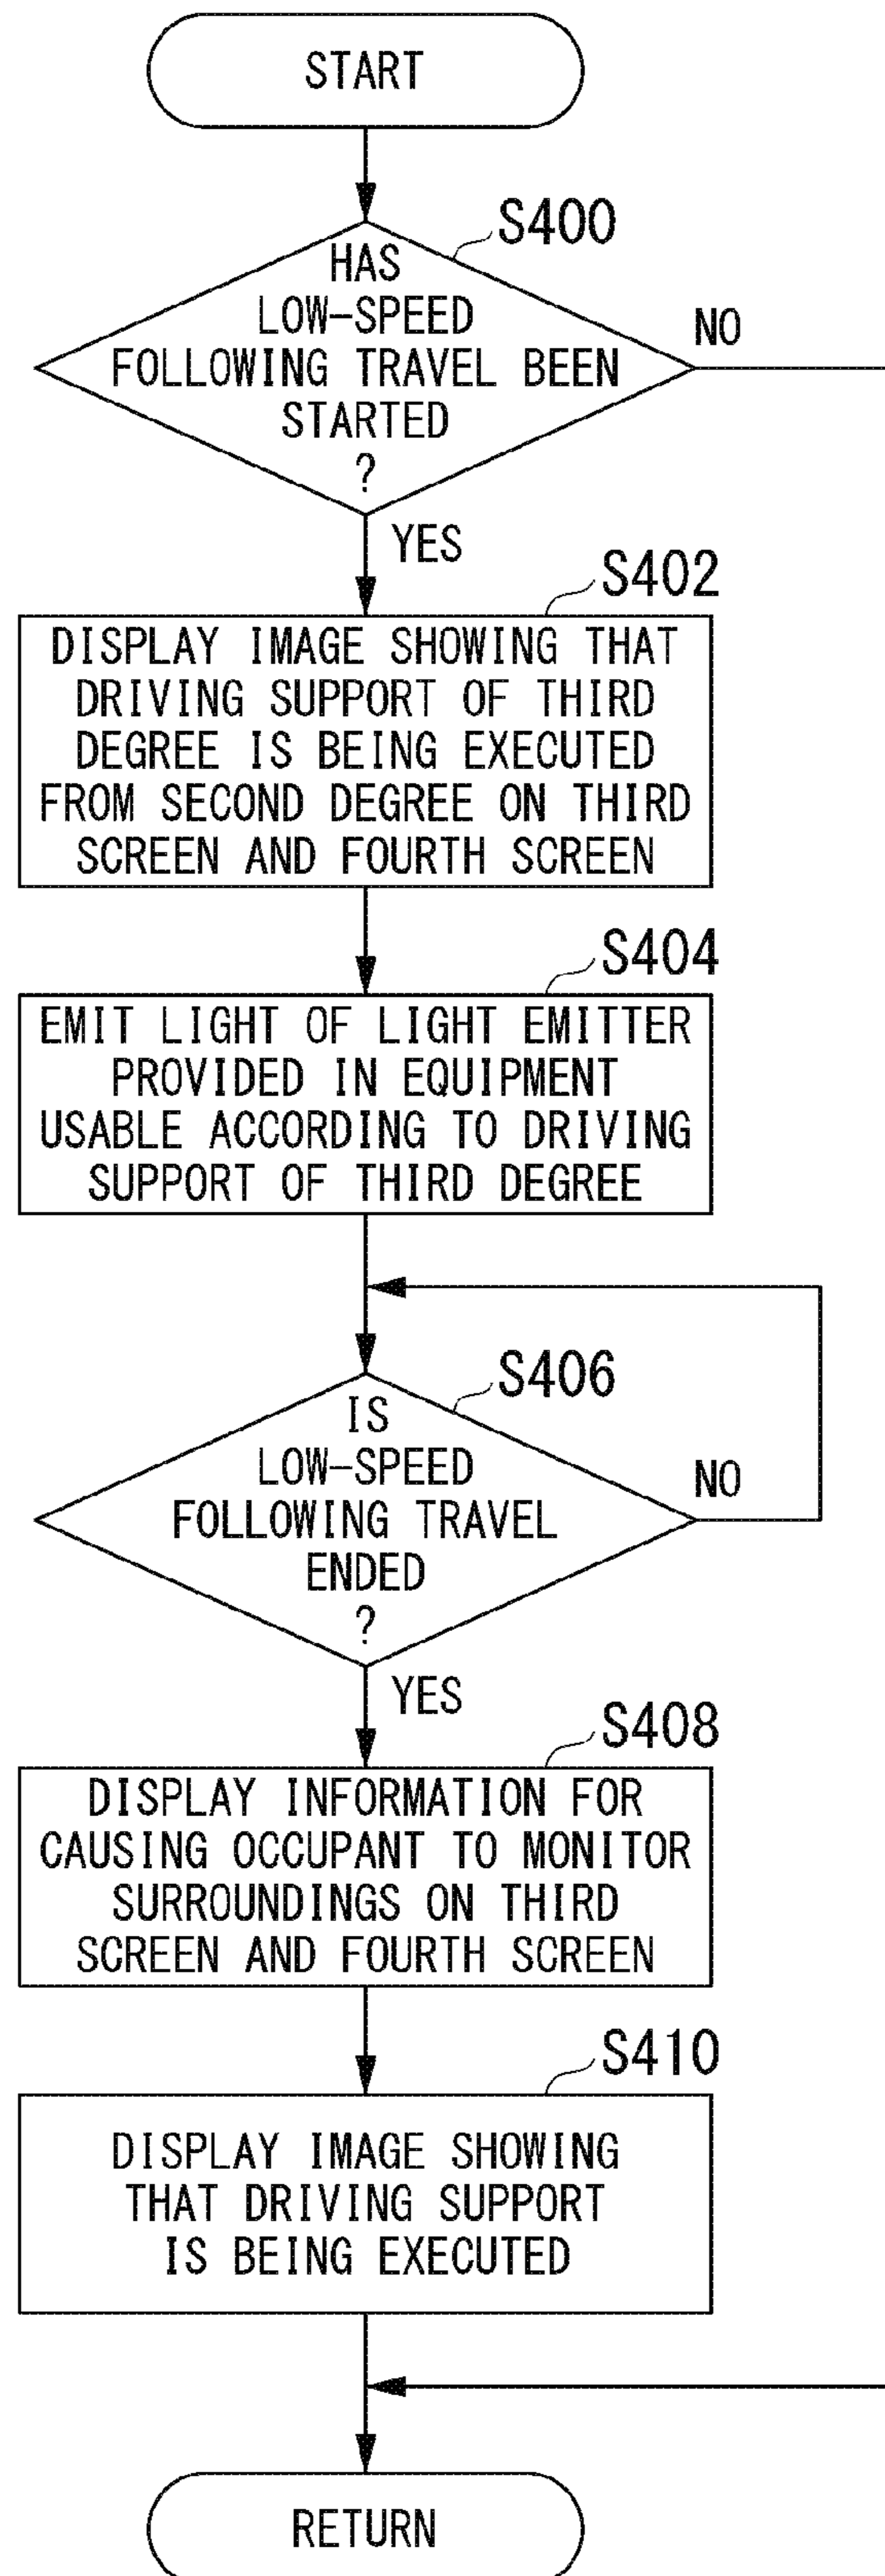 START
S400
HAS
LOW-SPEED
FOLLOWING TRAVEL BEEN
STARTED
?
NO
YES
S402
DISPLAY IMAGE SHOWING THAT
DRIVING SUPPORT OF THIRD
DEGREE IS BEING EXECUTED
FROM SECOND DEGREE ON THIRD
SCREEN AND FOURTH SCREEN
S404
EMIT LIGHT OF LIGHT EMITTER
PROVIDED IN EQUIPMENT
USABLE ACCORDING TO DRIVING
SUPPORT OF THIRD DEGREE
S406
IS
LOW-SPEED
FOLLOWING TRAVEL
ENDED
?
NO
YES
S408
DISPLAY INFORMATION FOR
CAUSING OCCUPANT TO MONITOR
SURROUNDINGS ON THIRD
SCREEN AND FOURTH SCREEN
S410
DISPLAY IMAGE SHOWING
THAT DRIVING SUPPORT
IS BEING EXECUTED
RETURN